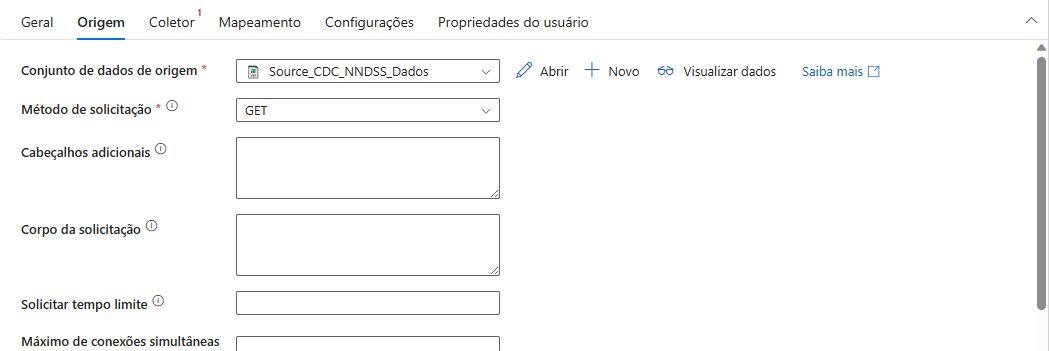 Geral Origem Coletor 1 Mapeamento Configurações Propriedades do usuário
Conjunto de dados de origem * Source_CDC_NNDSS_Dados Abrir Novo Visualizar dados Saiba mais
Método de solicitação * GET
Cabeçalhos adicionais
Corpo da solicitação
Solicitar tempo limite
Máximo de conexões simultâneas